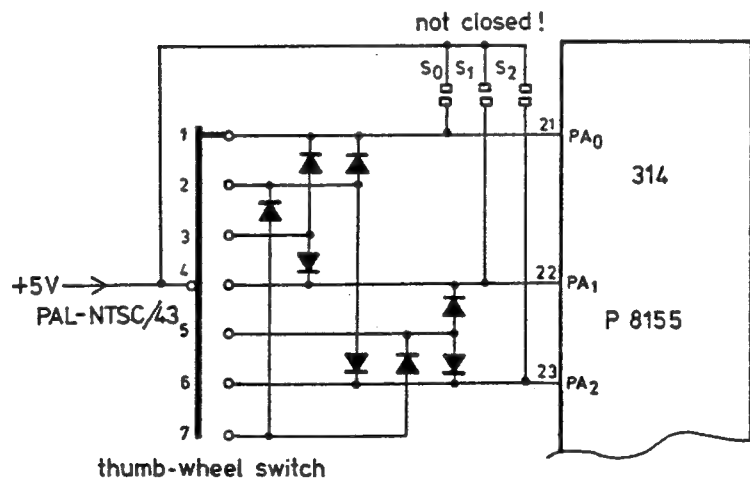 not closed!
S0 S1 S2
1 21 PA0
314
2
3
4 22 PA1
+5V
PAL-NTSC/43
5 P 8155
6 23 PA2
7
thumb-wheel switch